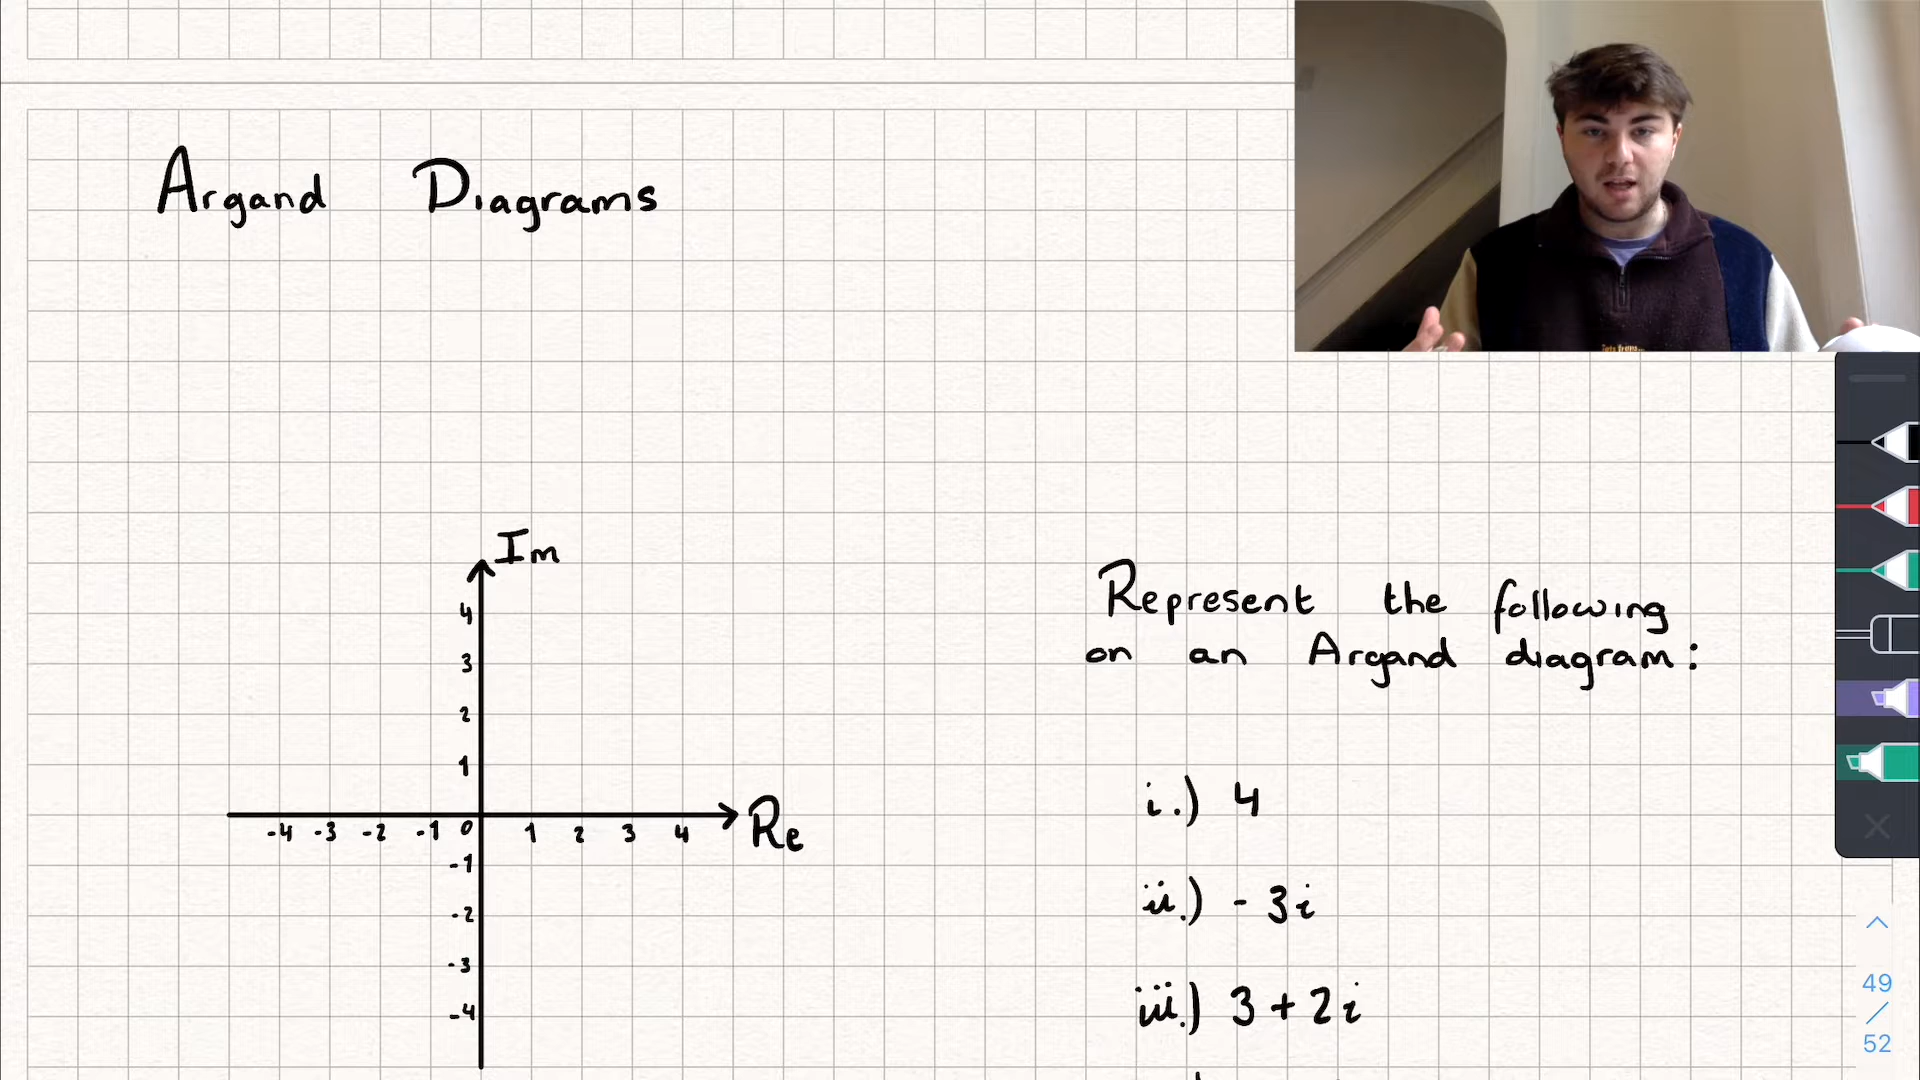 Argand Diagrams
Im
4
3
2
1
-4 -3 -2 -1 0 1 2 3 4 Re
-1
-2
-3
-4
Represent the following
on an Argand diagram:
i.) 4
ii.) - 3i
iii.) 3 + 2i
49
/
52